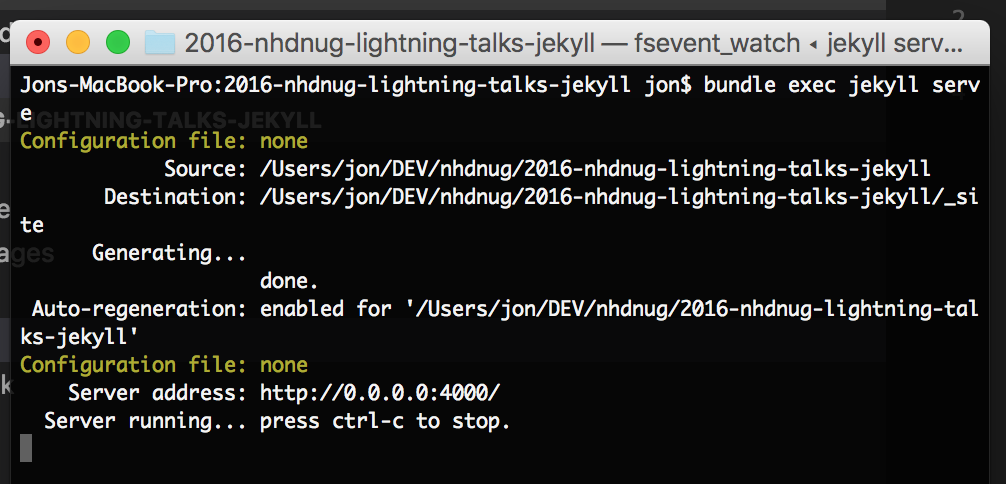 2
2016-nhdnug-lightning-talks-jekyll — fsevent_watch ◂ jekyll serv...
Jons-MacBook-Pro:2016-nhdnug-lightning-talks-jekyll jon$ bundle exec jekyll serv
e
G-LIGHTNING-TALKS-JEKYLL
Configuration file: none
Source: /Users/jon/DEV/nhdnug/2016-nhdnug-lightning-talks-jekyll
Destination: /Users/jon/DEV/nhdnug/2016-nhdnug-lightning-talks-jekyll/_si
te
Generating...
ages
done.
Auto-regeneration: enabled for '/Users/jon/DEV/nhdnug/2016-nhdnug-lightning-tal
ks-jekyll'
Configuration file: none
Server address: http://0.0.0.0:4000/
Server running... press ctrl-c to stop.